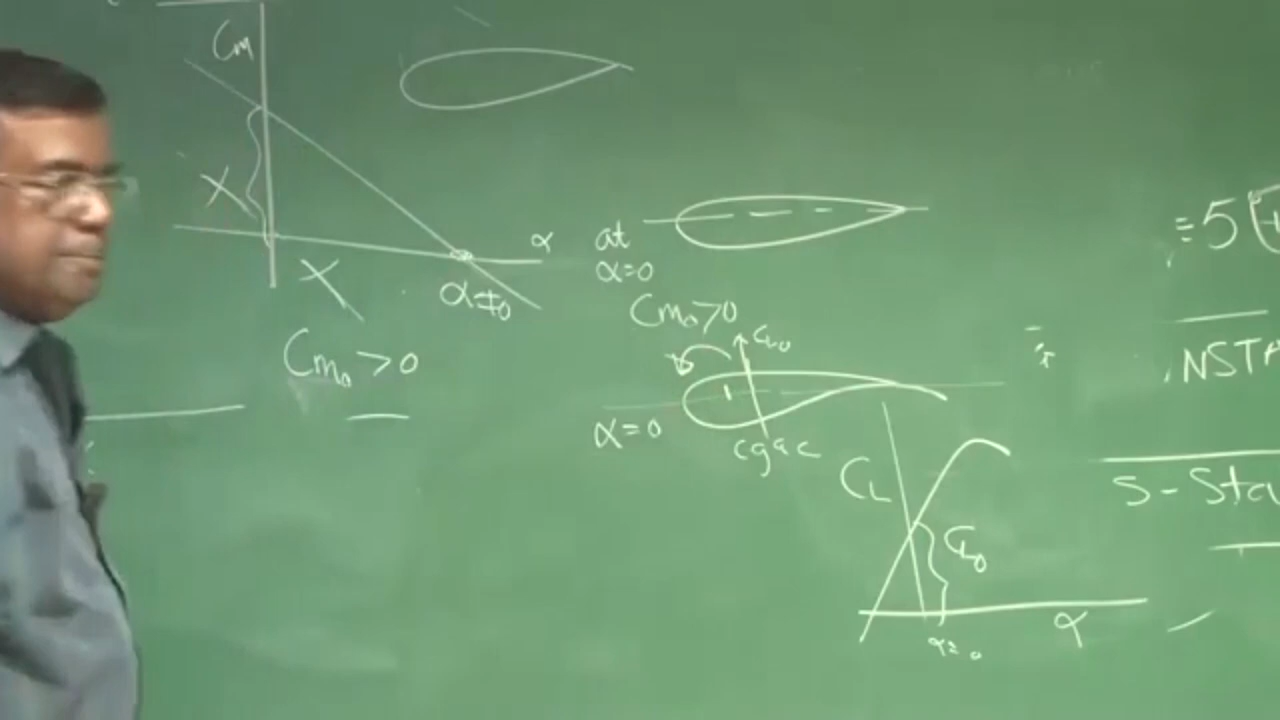 Cm
X
α
X
α≠0
Cm₀ > 0
at
α=0
Cm₀>0
CL₀
α=0
cg ac
CL
CL₀
α
α=0
=5
NSTA
S-Sta